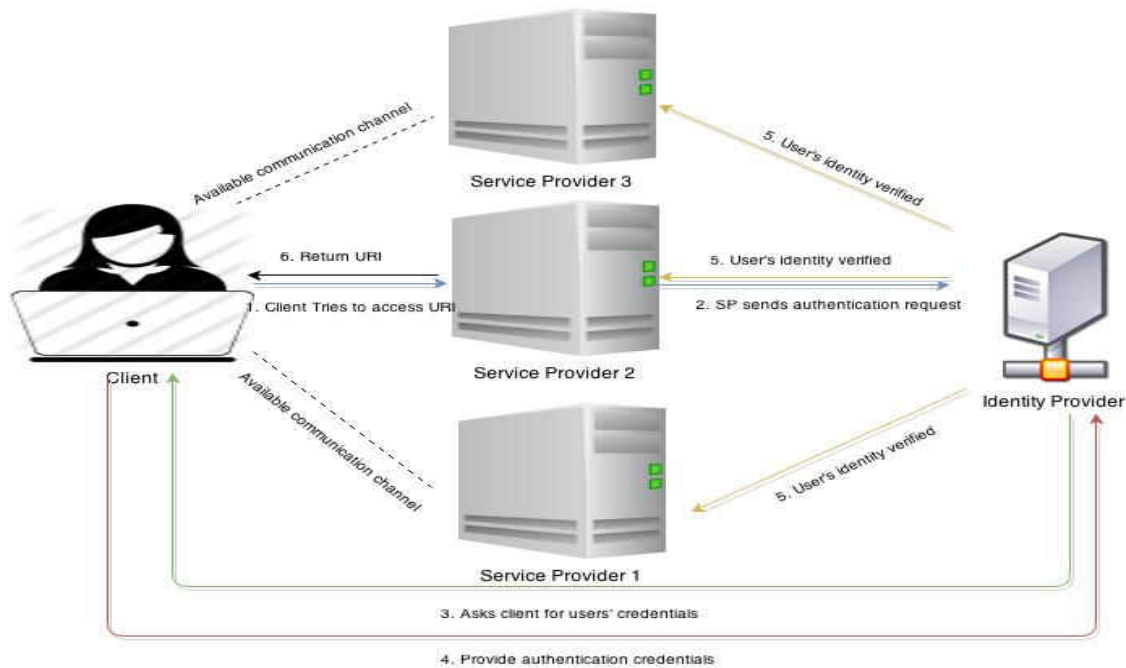 Available communication channel
Service Provider 3
5. User's identity verified
6. Return URI
5. User's identity verified
1. Client Tries to access URI
2. SP sends authentication request
Client
Service Provider 2
Identity Provider
Available communication channel
5. User's identity verified
Service Provider 1
3. Asks client for users' credentials
4. Provide authentication credentials